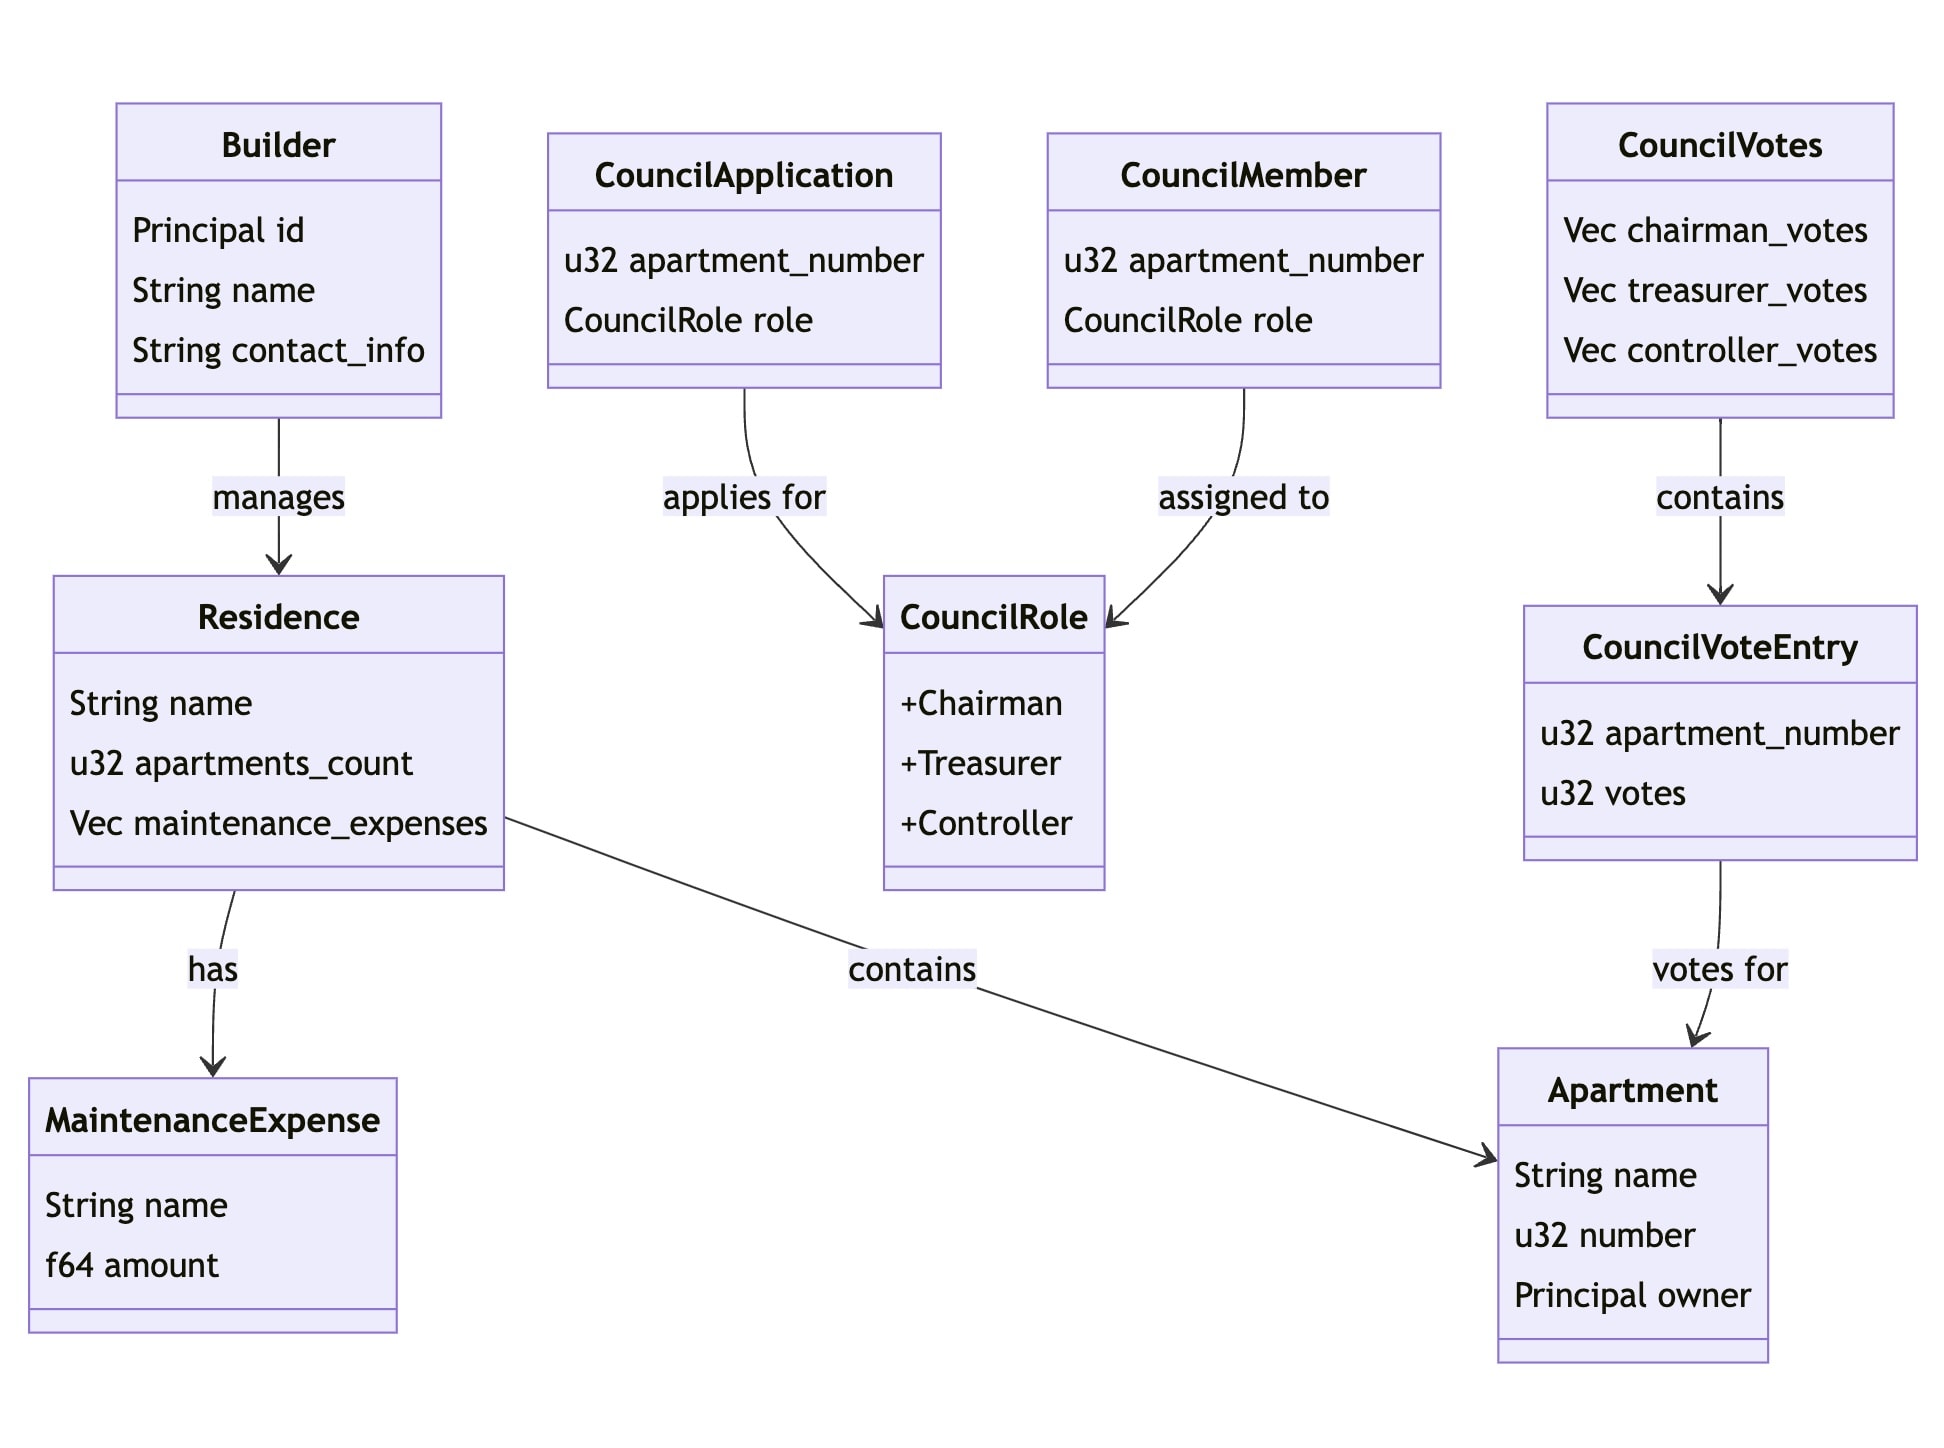 Builder
Principal id
String name
String contact_info
CouncilApplication
u32 apartment_number
CouncilRole role
CouncilMember
u32 apartment_number
CouncilRole role
CouncilVotes
Vec chairman_votes
Vec treasurer_votes
Vec controller_votes
manages
applies for
assigned to
contains
Residence
String name
u32 apartments_count
Vec maintenance_expenses
CouncilRole
+Chairman
+Treasurer
+Controller
CouncilVoteEntry
u32 apartment_number
u32 votes
has
contains
votes for
MaintenanceExpense
String name
f64 amount
Apartment
String name
u32 number
Principal owner